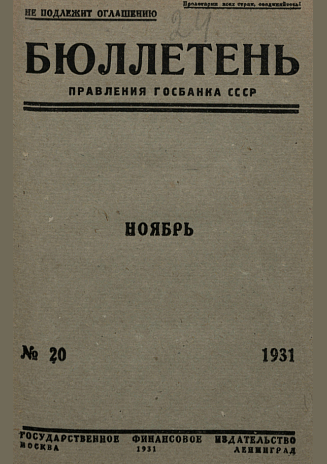 Пролетарии всех стран, соединяйтесь!
НЕ ПОДЛЕЖИТ ОГЛАШЕНИЮ
24.
БЮЛЛЕТЕНЬ
ПРАВЛЕНИЯ ГОСБАНКА СССР
НОЯБРЬ
№ 20 1931
ГОСУДАРСТВЕННОЕ ФИНАНСОВОЕ ИЗДАТЕЛЬСТВО
МОСКВА 1931 ЛЕНИНГРАД